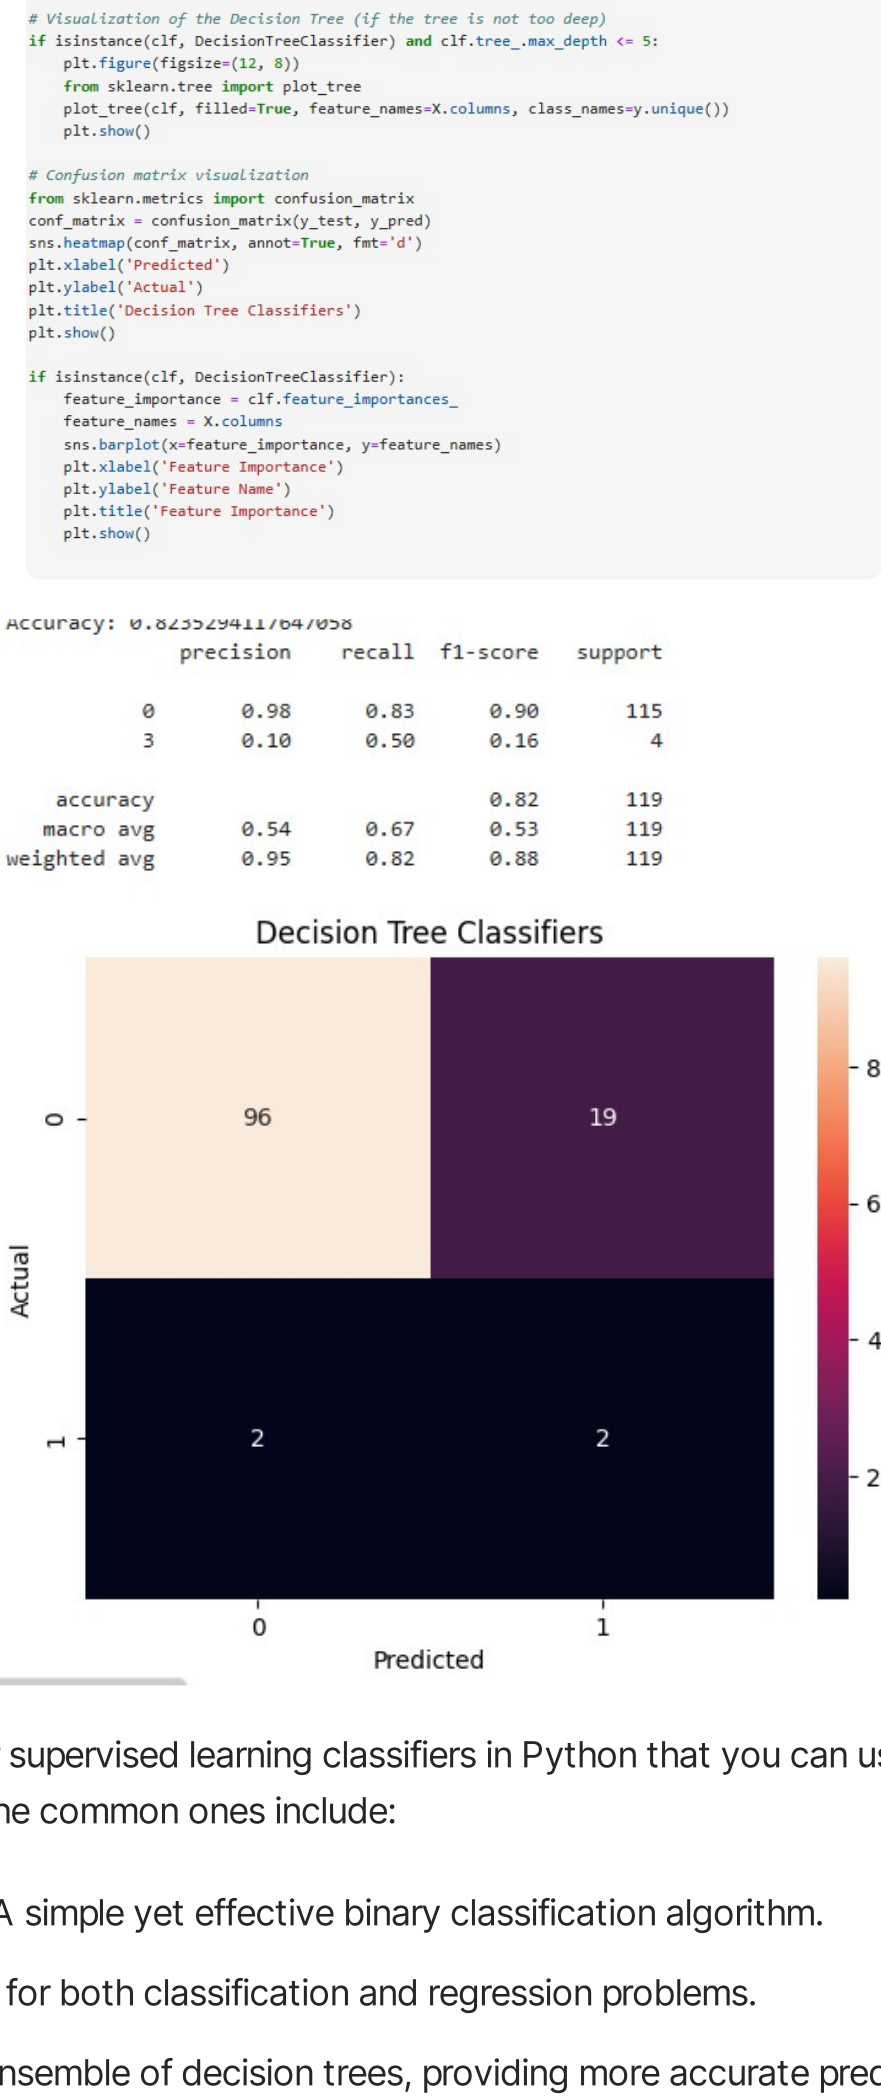 # Visualization of the Decision Tree (if the tree is not too deep)
if isinstance(clf, DecisionTreeClassifier) and clf.tree_.max_depth <= 5:
    plt.figure(figsize=(12, 8))
    from sklearn.tree import plot_tree
    plot_tree(clf, filled=True, feature_names=X.columns, class_names=y.unique())
    plt.show()

# Confusion matrix visualization
from sklearn.metrics import confusion_matrix
conf_matrix = confusion_matrix(y_test, y_pred)
sns.heatmap(conf_matrix, annot=True, fmt='d')
plt.xlabel('Predicted')
plt.ylabel('Actual')
plt.title('Decision Tree Classifiers')
plt.show()

if isinstance(clf, DecisionTreeClassifier):
    feature_importance = clf.feature_importances_
    feature_names = X.columns
    sns.barplot(x=feature_importance, y=feature_names)
    plt.xlabel('Feature Importance')
    plt.ylabel('Feature Name')
    plt.title('Feature Importance')
    plt.show()

Accuracy: 0.8235294117647058
precision recall f1-score support
0 0.98 0.83 0.90 115
3 0.10 0.50 0.16 4
accuracy 0.82 119
macro avg 0.54 0.67 0.53 119
weighted avg 0.95 0.82 0.88 119
Decision Tree Classifiers
8
96 19
0
6
Actual
4
2 2
1
2
0 1
Predicted
supervised learning classifiers in Python that you can us
ne common ones include:
A simple yet effective binary classification algorithm.
for both classification and regression problems.
nsemble of decision trees, providing more accurate pred